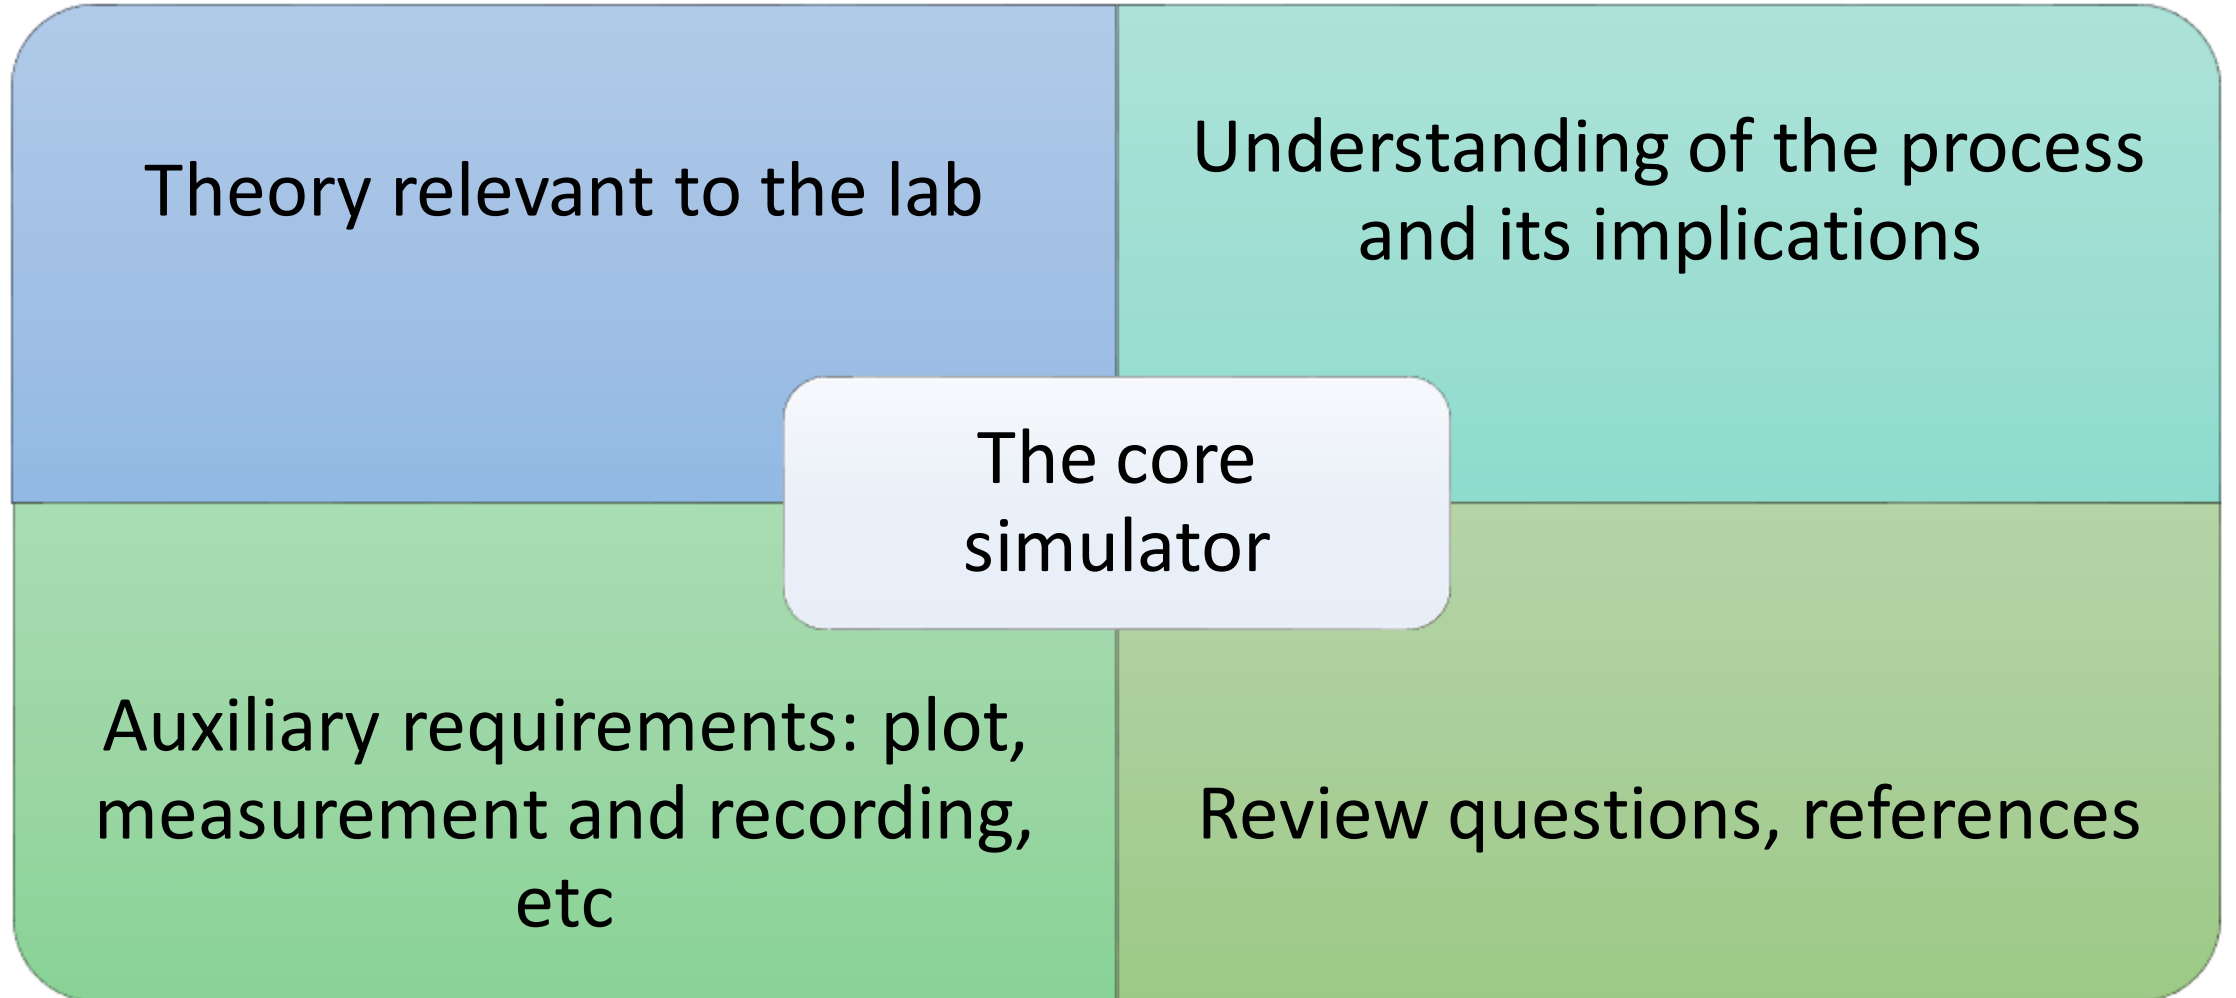 Theory relevant to the lab
Understanding of the process
and its implications
The core
simulator
Auxiliary requirements: plot,
measurement and recording,
etc
Review questions, references